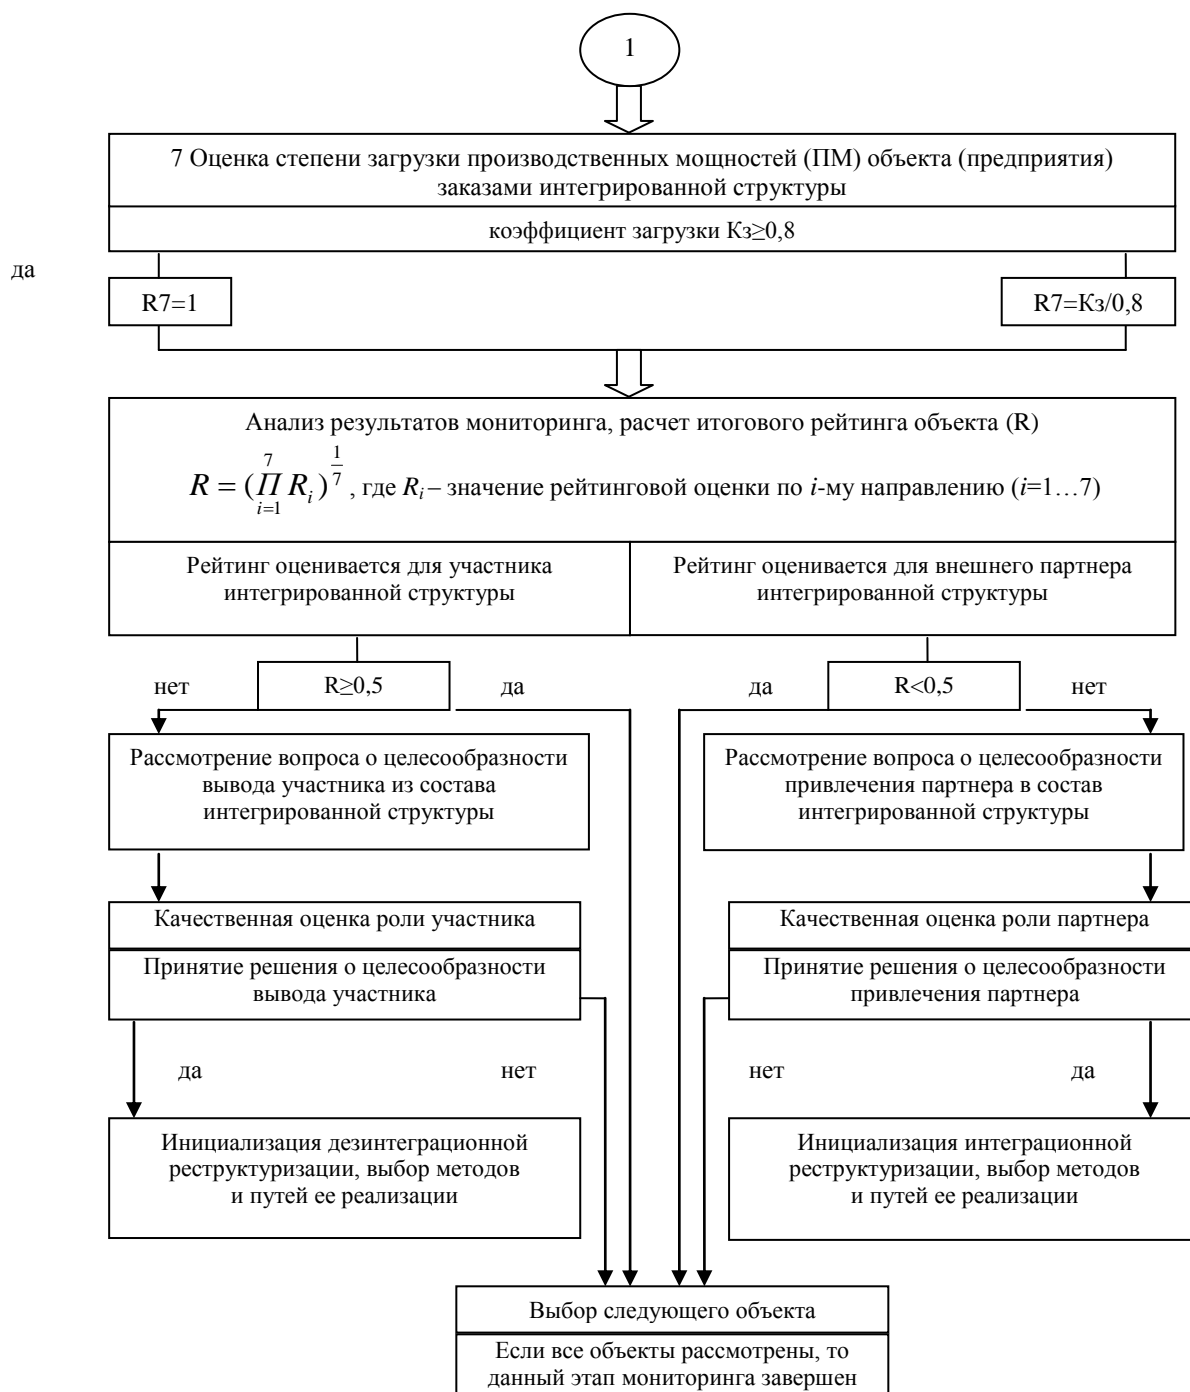 1
7 Оценка степени загрузки производственных мощностей (ПМ) объекта (предприятия)
заказами интегрированной структуры
коэффициент загрузки Кз≥0,8
да
R7=1
R7=Кз/0,8
Анализ результатов мониторинга, расчет итогового рейтинга объекта (R)
R = (∏_{i=1}^{7} R_i)^{1/7} , где R_i – значение рейтинговой оценки по i-му направлению (i=1…7)
Рейтинг оценивается для участника
интегрированной структуры
Рейтинг оценивается для внешнего партнера
интегрированной структуры
нет
R≥0,5
да
да
R<0,5
нет
Рассмотрение вопроса о целесообразности
вывода участника из состава
интегрированной структуры
Рассмотрение вопроса о целесообразности
привлечения партнера в состав
интегрированной структуры
Качественная оценка роли участника
Качественная оценка роли партнера
Принятие решения о целесообразности
вывода участника
Принятие решения о целесообразности
привлечения партнера
да
нет
нет
да
Инициализация дезинтеграционной
реструктуризации, выбор методов
и путей ее реализации
Инициализация интеграционной
реструктуризации, выбор методов
и путей ее реализации
Выбор следующего объекта
Если все объекты рассмотрены, то
данный этап мониторинга завершен